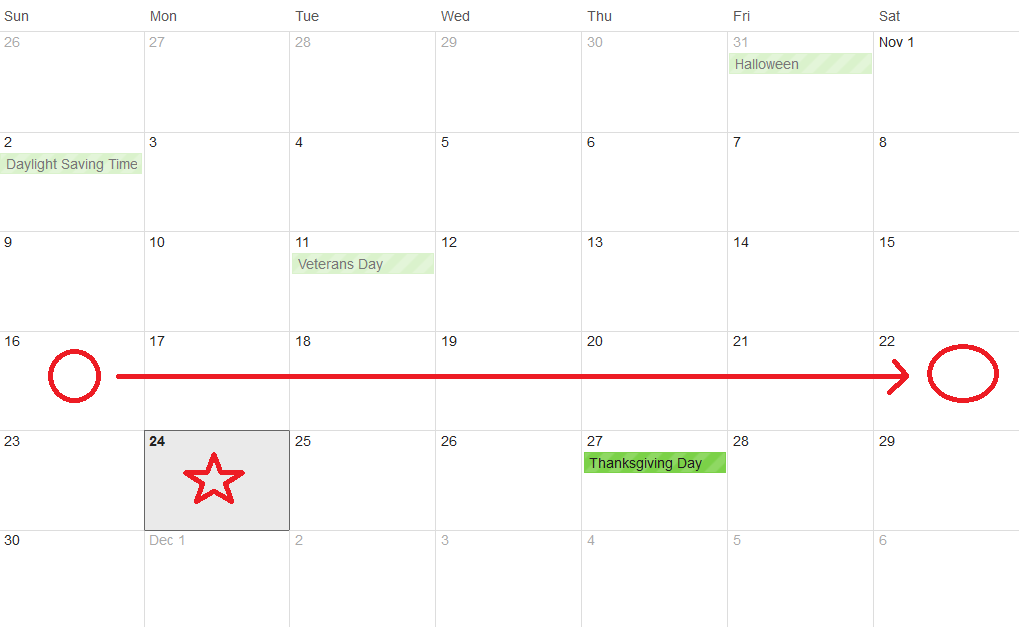 Sun Mon Tue Wed Thu Fri Sat
26 27 28 29 30 31 Nov 1
Halloween
2 3 4 5 6 7 8
Daylight Saving Time
9 10 11 12 13 14 15
Veterans Day
16 17 18 19 20 21 22
23 24 25 26 27 28 29
Thanksgiving Day
30 Dec 1 2 3 4 5 6